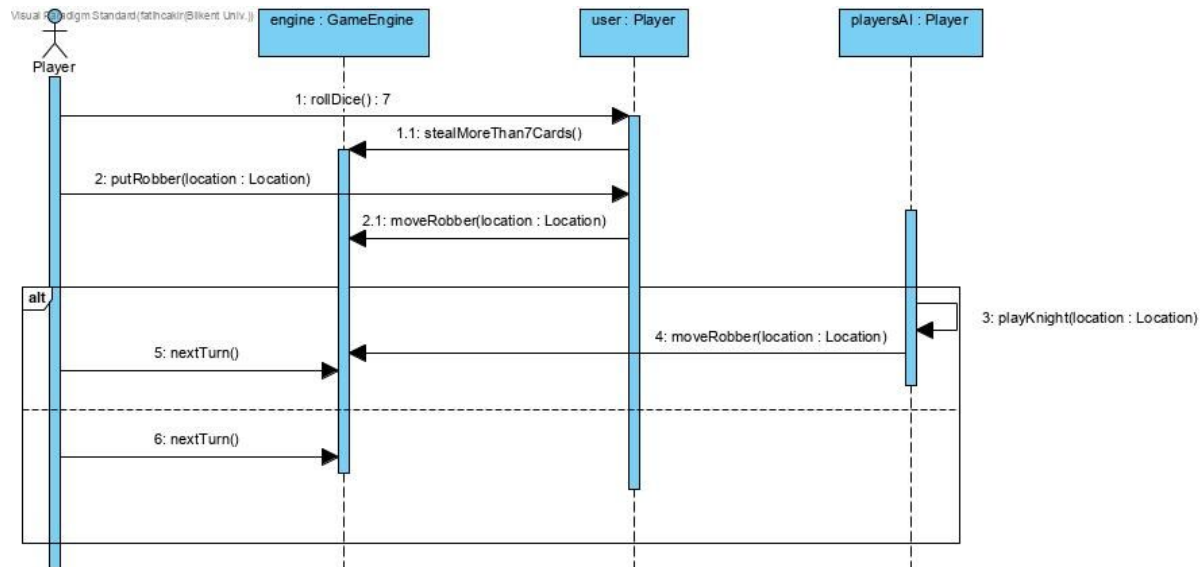 Visual Paradigm Standard(fatihcakir(Bilkent Univ.))
engine : GameEngine
user : Player
playersAI : Player
Player
1: rollDice() : 7
1.1: stealMoreThan7Cards()
2: putRobber(location : Location)
2.1: moveRobber(location : Location)
alt
3: playKnight(location : Location)
4: moveRobber(location : Location)
5: nextTurn()
6: nextTurn()